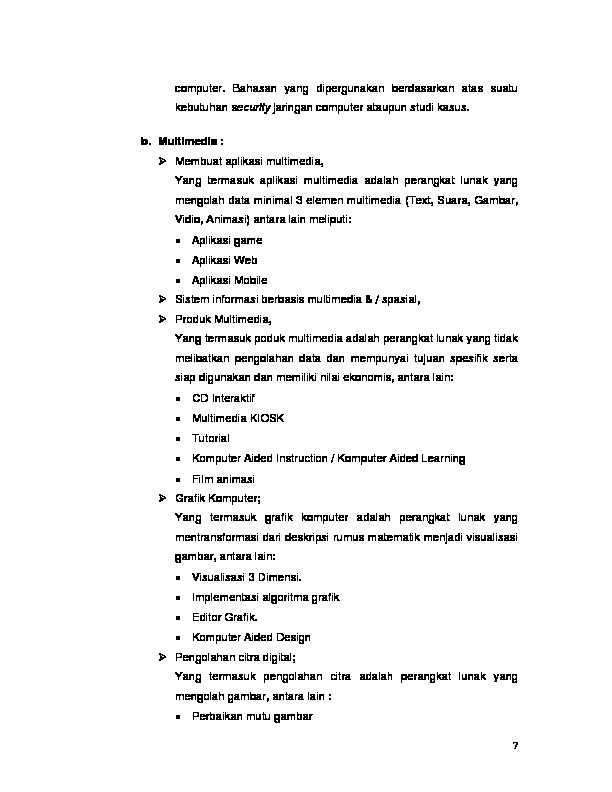 computer. Bahasan yang dipergunakan berdasarkan atas suatu
kebutuhan security jaringan computer ataupun studi kasus.
b. Multimedia :
➢ Membuat aplikasi multimedia,
Yang termasuk aplikasi multimedia adalah perangkat lunak yang
mengolah data minimal 3 elemen multimedia (Text, Suara, Gambar,
Vidio, Animasi) antara lain meliputi:
• Aplikasi game
• Aplikasi Web
• Aplikasi Mobile
➢ Sistem informasi berbasis multimedia & / spasial,
➢ Produk Multimedia,
Yang termasuk poduk multimedia adalah perangkat lunak yang tidak
melibatkan pengolahan data dan mempunyai tujuan spesifik serta
siap digunakan dan memiliki nilai ekonomis, antara lain:
• CD Interaktif
• Multimedia KIOSK
• Tutorial
• Komputer Aided Instruction / Komputer Aided Learning
• Film animasi
➢ Grafik Komputer;
Yang termasuk grafik komputer adalah perangkat lunak yang
mentransformasi dari deskripsi rumus matematik menjadi visualisasi
gambar, antara lain:
• Visualisasi 3 Dimensi.
• Implementasi algoritma grafik
• Editor Grafik.
• Komputer Aided Design
➢ Pengolahan citra digital;
Yang termasuk pengolahan citra adalah perangkat lunak yang
mengolah gambar, antara lain :
• Perbaikan mutu gambar
7